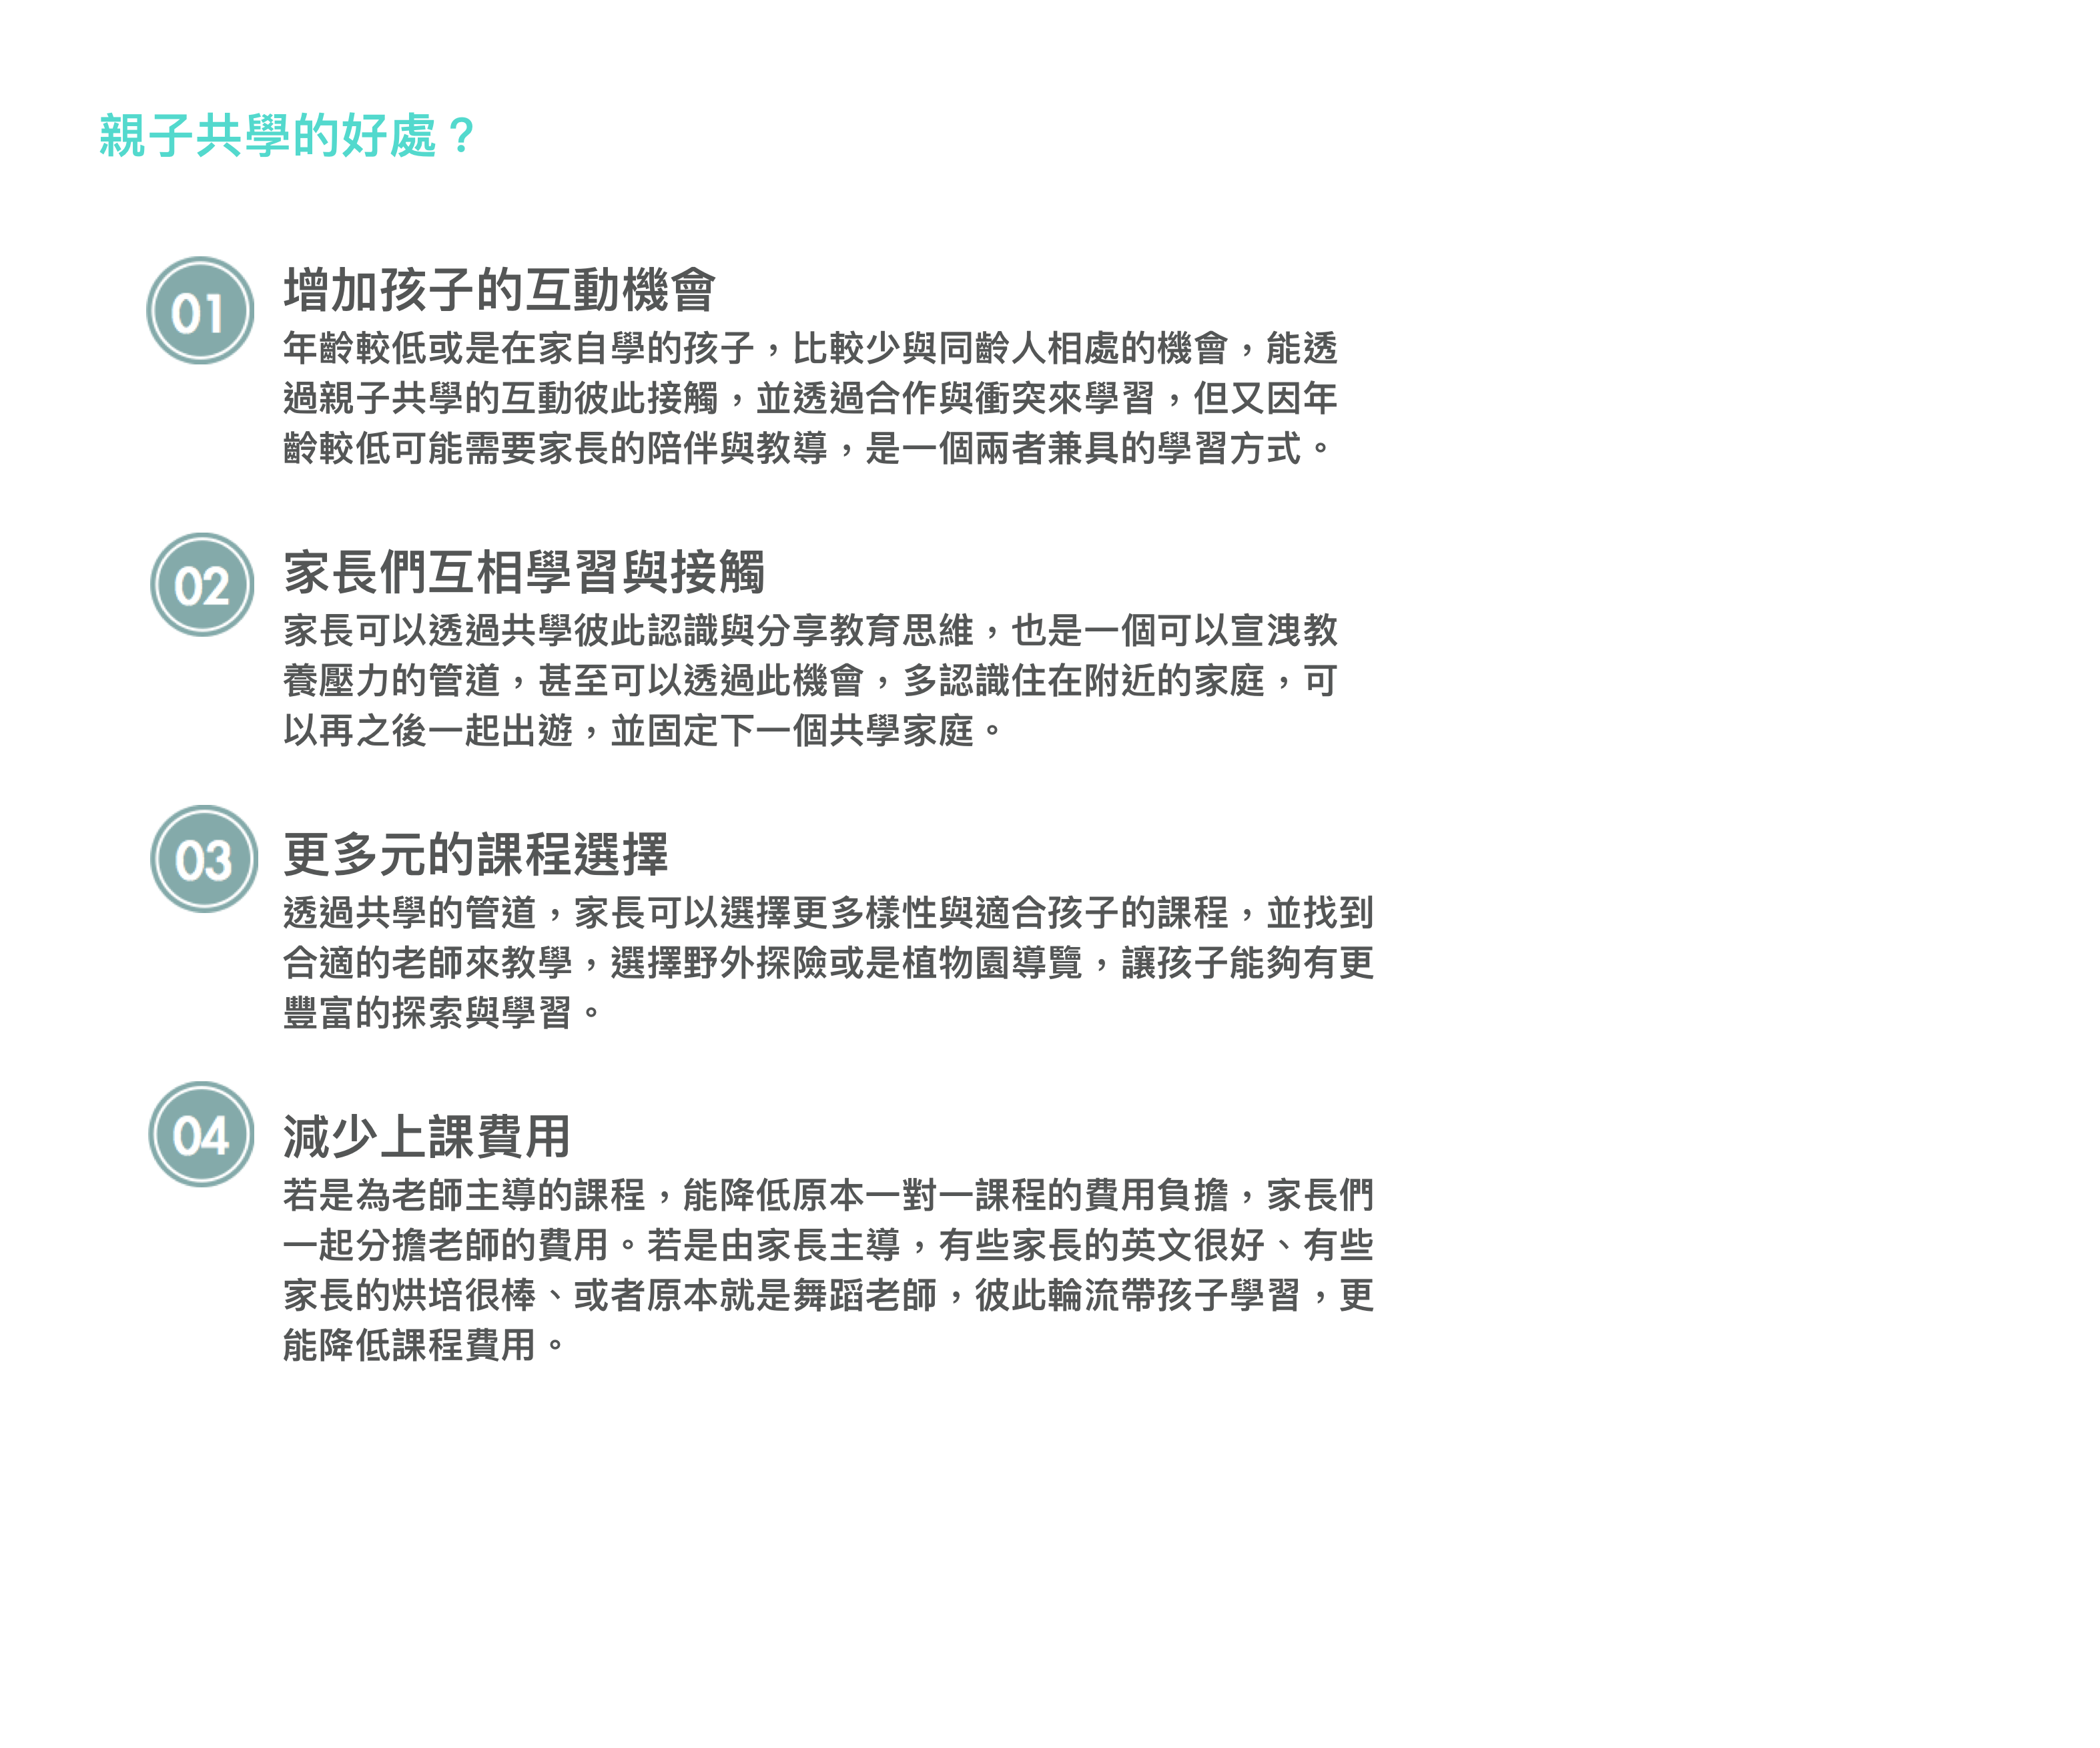 親子共學的好處？
01
增加孩子的互動機會
年齡較低或是在家自學的孩子，比較少與同齡人相處的機會，能透
過親子共學的互動彼此接觸，並透過合作與衝突來學習，但又因年
齡較低可能需要家長的陪伴與教導，是一個兩者兼具的學習方式。
02
家長們互相學習與接觸
家長可以透過共學彼此認識與分享教育思維，也是一個可以宣洩教
養壓力的管道，甚至可以透過此機會，多認識住在附近的家庭，可
以再之後一起出遊，並固定下一個共學家庭。
03
更多元的課程選擇
透過共學的管道，家長可以選擇更多樣性與適合孩子的課程，並找到
合適的老師來教學，選擇野外探險或是植物園導覽，讓孩子能夠有更
豐富的探索與學習。
04
減少上課費用
若是為老師主導的課程，能降低原本一對一課程的費用負擔，家長們
一起分擔老師的費用。若是由家長主導，有些家長的英文很好、有些
家長的烘培很棒、或者原本就是舞蹈老師，彼此輪流帶孩子學習，更
能降低課程費用。